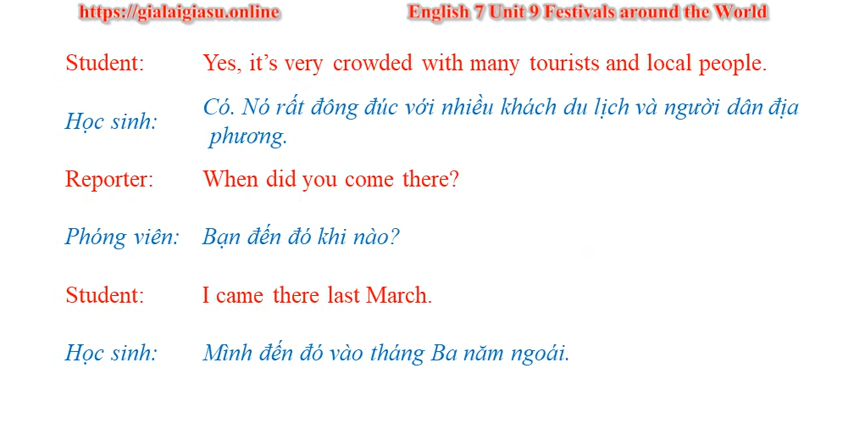 https://gialaigiasu.online English 7 Unit 9 Festivals around the World
Student: Yes, it’s very crowded with many tourists and local people.
Học sinh: Có. Nó rất đông đúc với nhiều khách du lịch và người dân địa
phương.
Reporter: When did you come there?
Phóng viên: Bạn đến đó khi nào?
Student: I came there last March.
Học sinh: Mình đến đó vào tháng Ba năm ngoái.